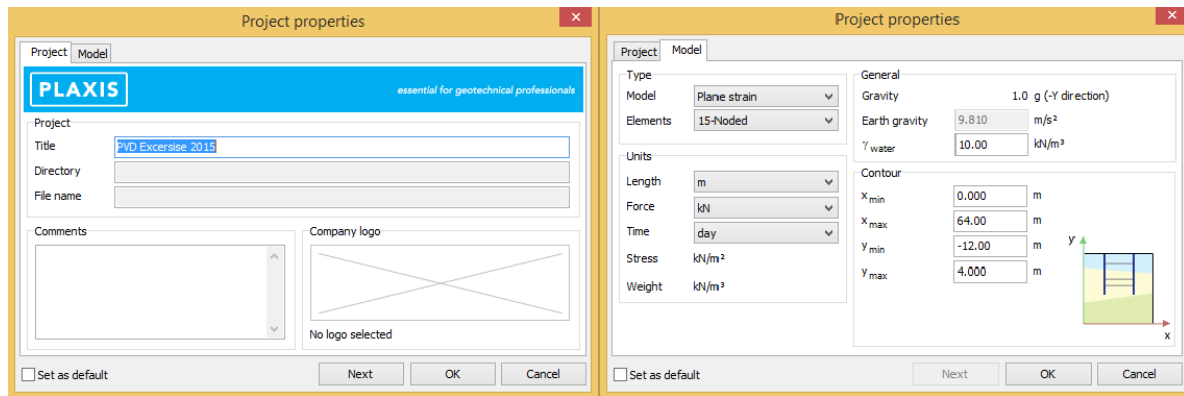 Project properties
×
Project Model
PLAXIS
essential for geotechnical professionals
Project
Title PVD Excersise 2015
Directory
File name
Comments
Company logo
No logo selected
Set as default Next OK Cancel
Project properties
×
Project Model
Type
Model Plane strain
Elements 15-Noded
Units
Length m
Force kN
Time day
Stress kN/m²
Weight kN/m³
General
Gravity 1.0 g (-Y direction)
Earth gravity 9.810 m/s²
γ water 10.00 kN/m³
Contour
x min 0.000 m
x max 64.00 m
y min -12.00 m
y max 4.000 m
Y
x
Set as default Next OK Cancel